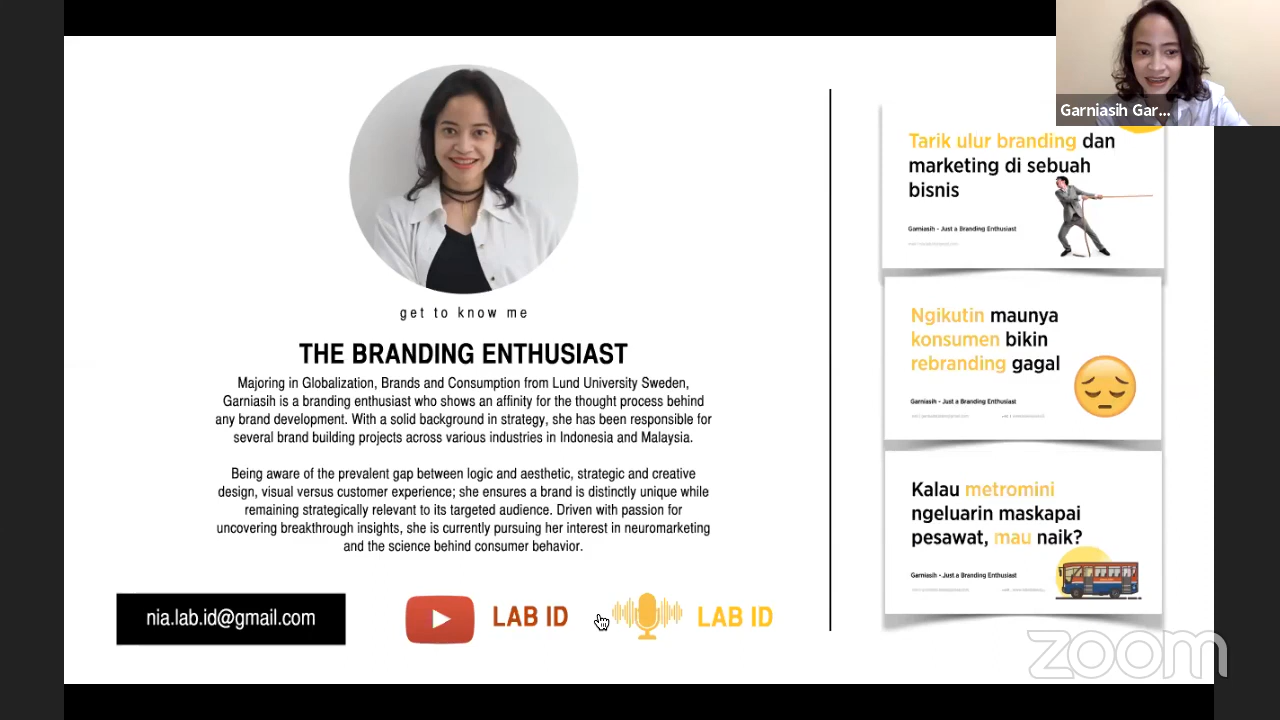 get to know me
THE BRANDING ENTHUSIAST
Majoring in Globalization, Brands and Consumption from Lund University Sweden,
Garniasih is a branding enthusiast who shows an affinity for the thought process behind
any brand development. With a solid background in strategy, she has been responsible for
several brand building projects across various industries in Indonesia and Malaysia.
Being aware of the prevalent gap between logic and aesthetic, strategic and creative
design, visual versus customer experience; she ensures a brand is distinctly unique while
remaining strategically relevant to its targeted audience. Driven with passion for
uncovering breakthrough insights, she is currently pursuing her interest in neuromarketing
and the science behind consumer behavior.
nia.lab.id@gmail.com
LAB ID
LAB ID
Garniasih Gar...
Tarik ulur branding dan
marketing di sebuah
bisnis
Garniasih - Just a Branding Enthusiast
Ngikutin maunya
konsumen bikin
rebranding gagal
Garniasih - Just a Branding Enthusiast
Kalau metromini
ngeluarin maskapai
pesawat, mau naik?
Garniasih - Just a Branding Enthusiast
zoom